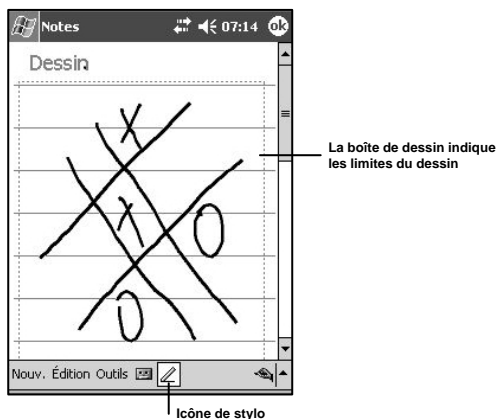 Notes 07:14 ok
Dessin
X
X
O
O
La boîte de dessin indique
les limites du dessin
Nouv. Édition Outils
Icône de stylo